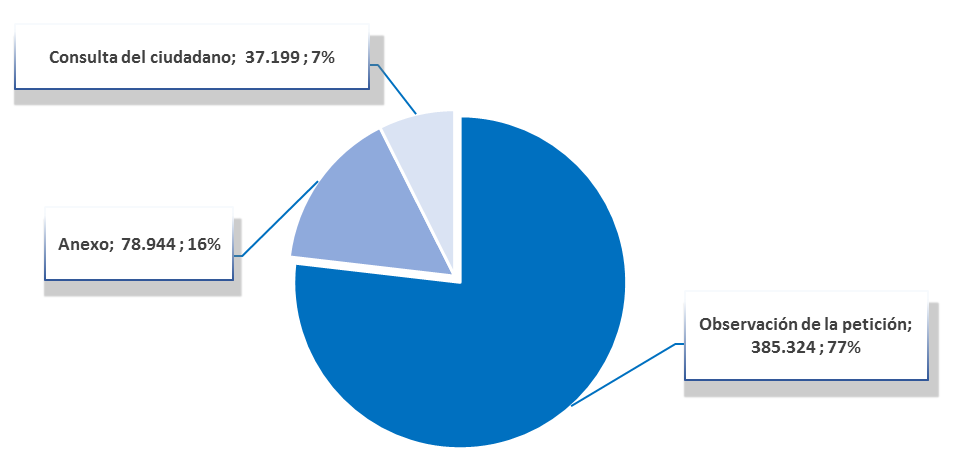 Consulta del ciudadano;  37.199 ; 7%
Anexo;  78.944 ; 16%
Observación de la petición;
385.324 ; 77%